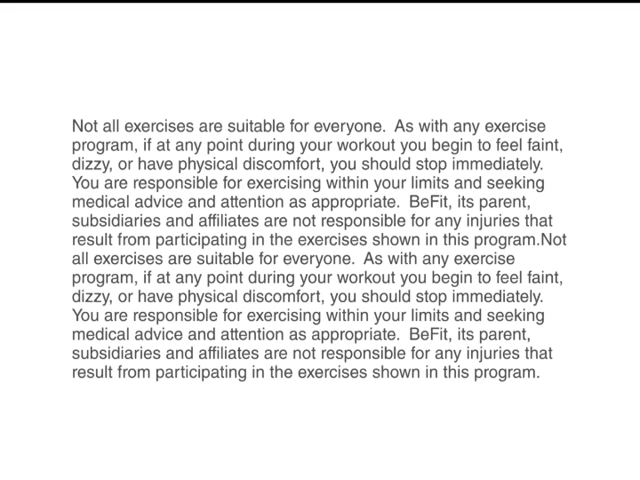 Not all exercises are suitable for everyone.  As with any exercise
program, if at any point during your workout you begin to feel faint,
dizzy, or have physical discomfort, you should stop immediately.
You are responsible for exercising within your limits and seeking
medical advice and attention as appropriate.  BeFit, its parent,
subsidiaries and affiliates are not responsible for any injuries that
result from participating in the exercises shown in this program.Not
all exercises are suitable for everyone.  As with any exercise
program, if at any point during your workout you begin to feel faint,
dizzy, or have physical discomfort, you should stop immediately.
You are responsible for exercising within your limits and seeking
medical advice and attention as appropriate.  BeFit, its parent,
subsidiaries and affiliates are not responsible for any injuries that
result from participating in the exercises shown in this program.